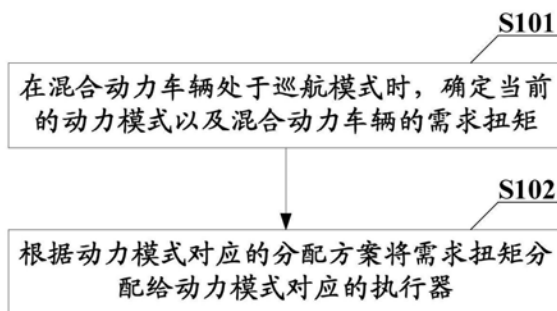 S101
在混合动力车辆处于巡航模式时，确定当前
的动力模式以及混合动力车辆的需求扭矩
S102
根据动力模式对应的分配方案将需求扭矩分
配给动力模式对应的执行器